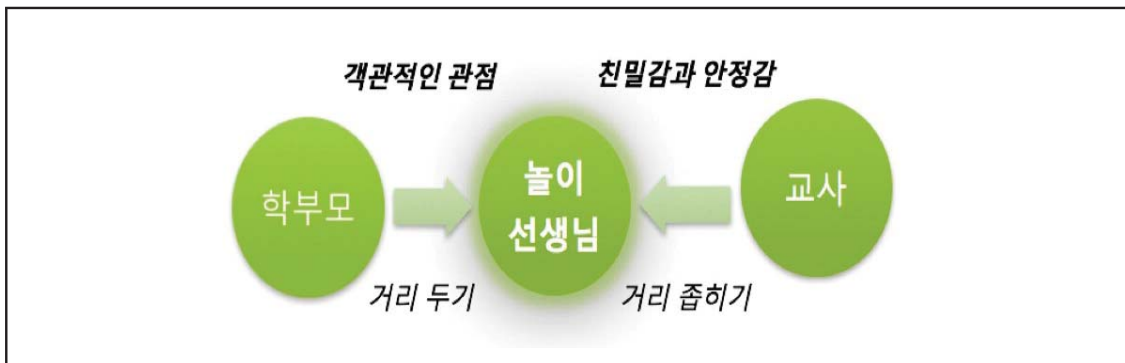 객관적인 관점
친밀감과 안정감
학부모
놀이
선생님
교사
거리 두기
거리 좁히기